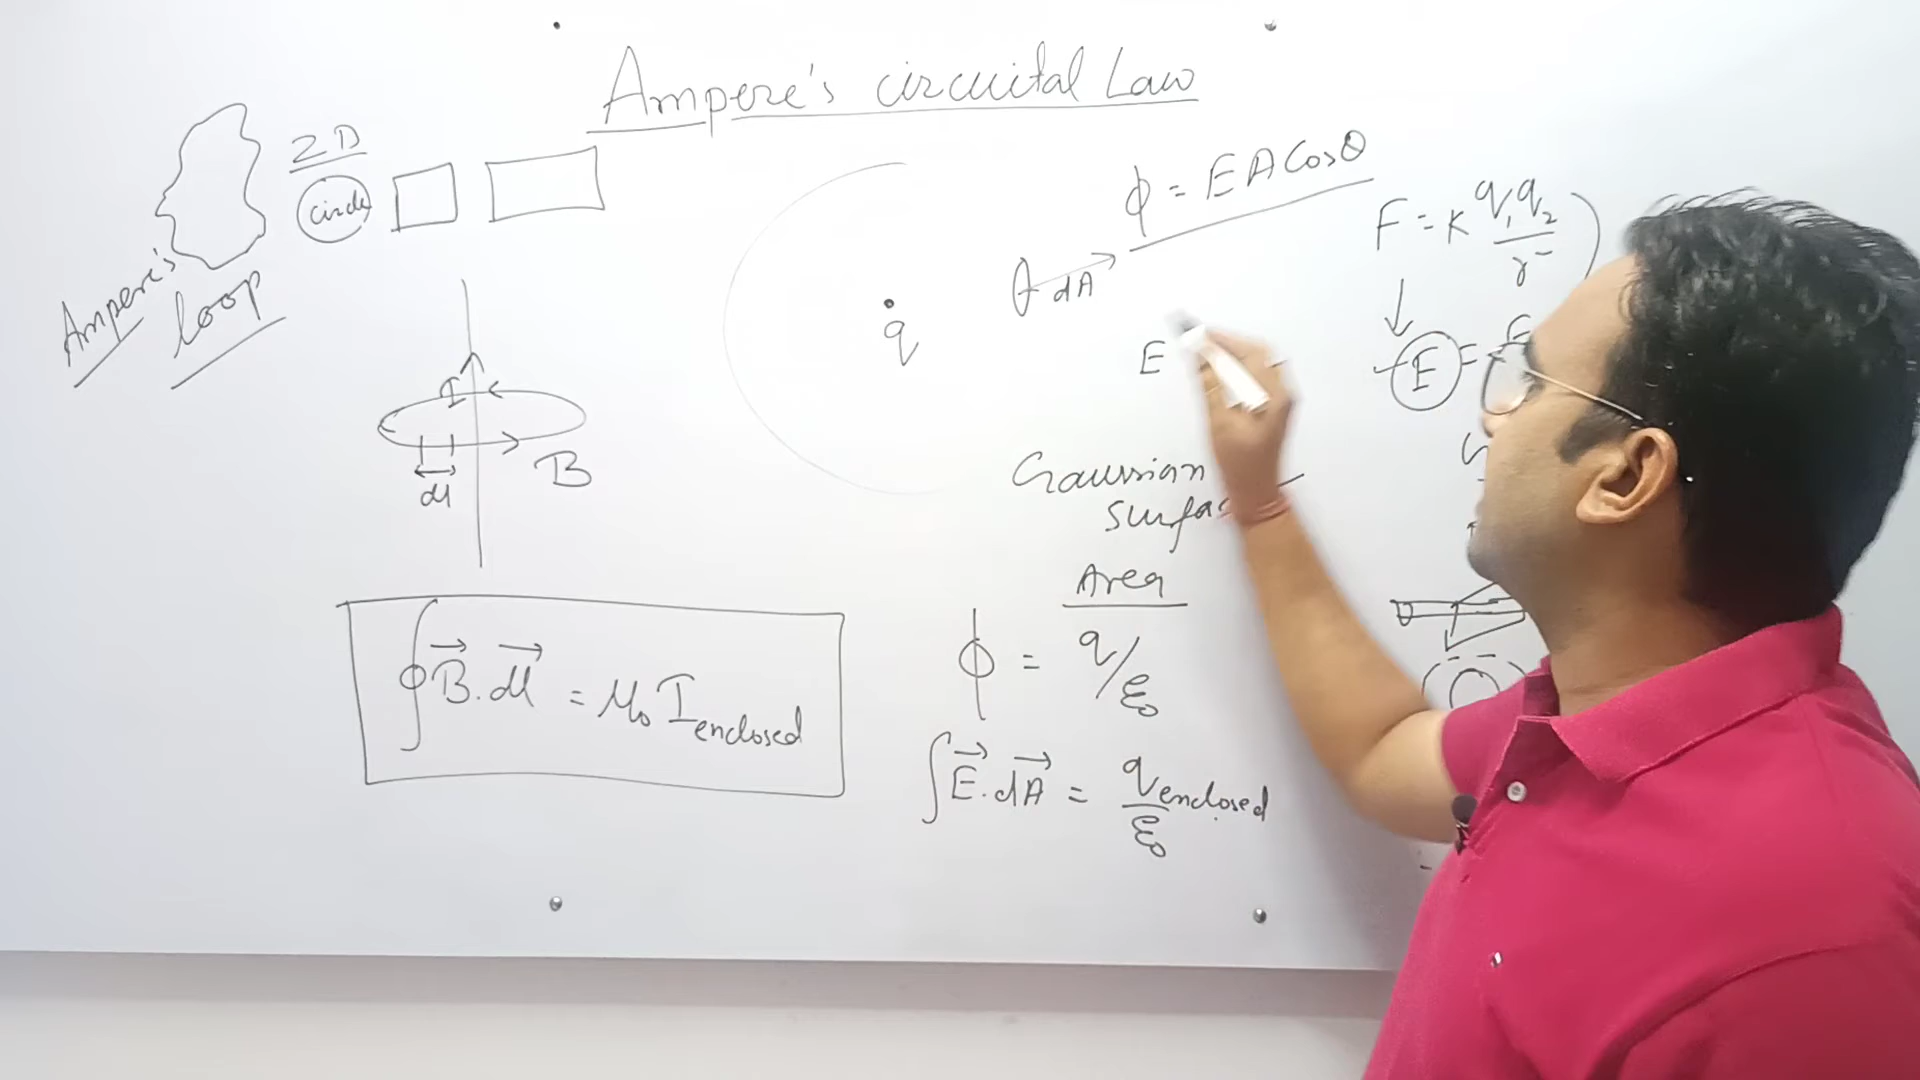 Ampere's circuital Law
2D
circle
Ampere's
loop
I
B
dl
∮B⃗.dl⃗ = μ₀ I enclosed
ϕ = EA Cosθ
dA
q
E
F = K q₁q₂ / r²
E =
Gaussian
surfac
Area
ϕ = q/ε₀
∫E⃗.dA⃗ = q enclosed / ε₀